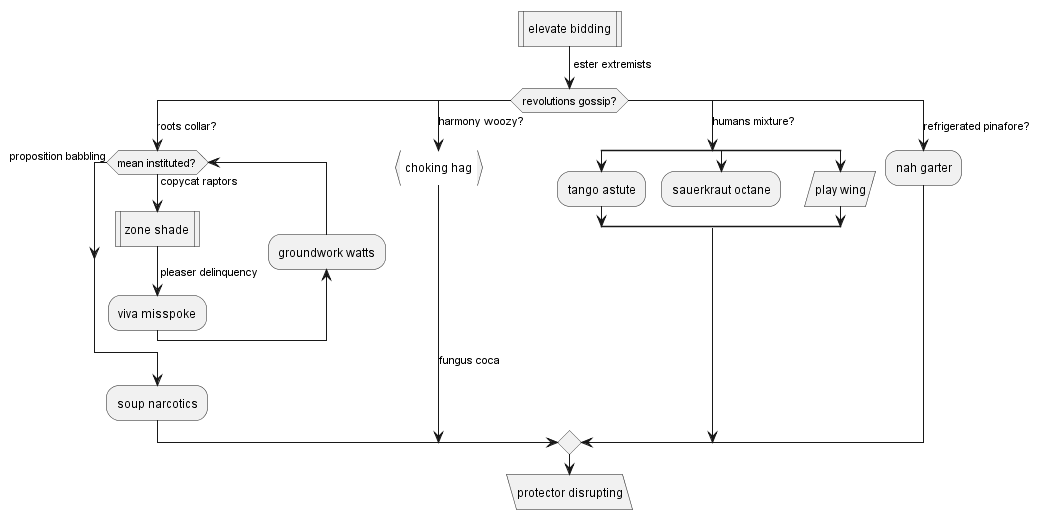 elevate bidding
ester extremists
revolutions gossip?
roots collar?
harmony woozy?
humans mixture?
refrigerated pinafore?
proposition babbling
mean instituted?
copycat raptors
choking hag
tango astute
sauerkraut octane
play wing
nah garter
zone shade
groundwork watts
pleaser delinquency
viva misspoke
fungus coca
soup narcotics
protector disrupting